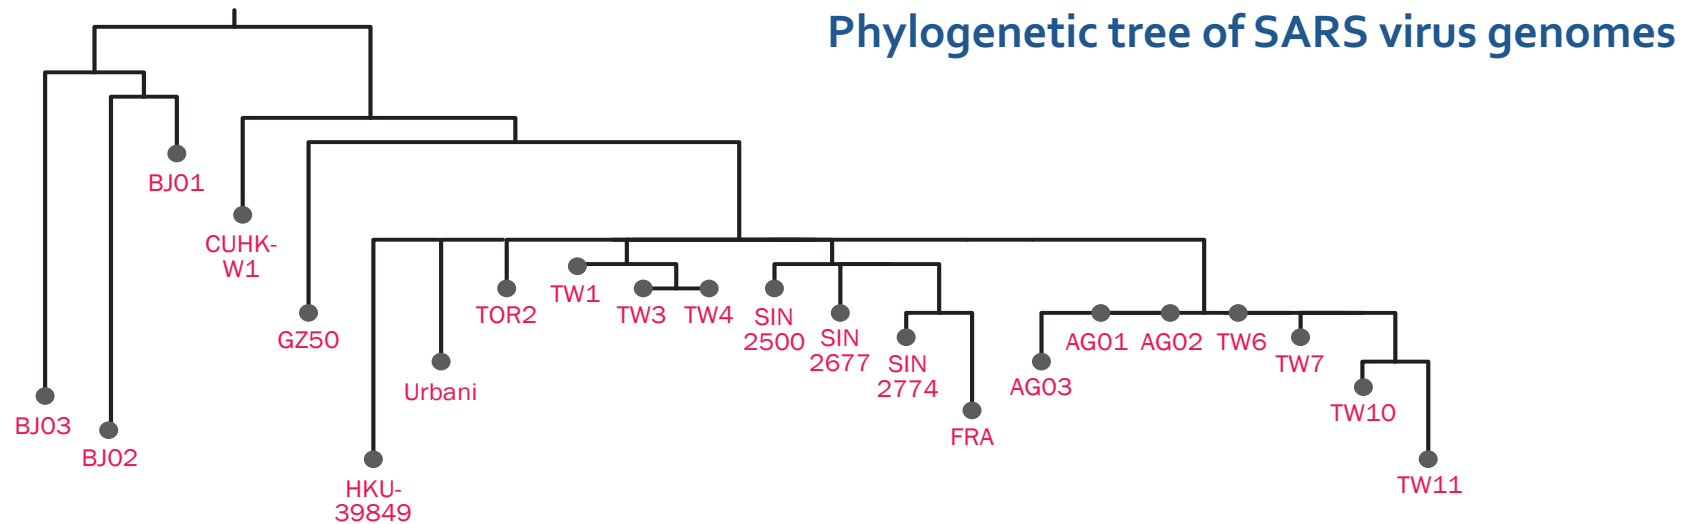 Phylogenetic tree of SARS virus genomes
BJ01
CUHK-
W1
GZ50
BJ03
BJ02
HKU-
39849
Urbani
TOR2
TW1
TW3
TW4
SIN
2500
SIN
2677
SIN
2774
FRA
AG03
AG01
AG02
TW6
TW7
TW10
TW11